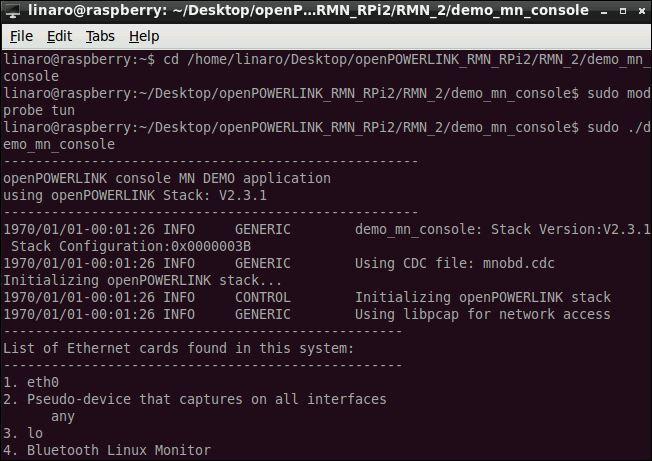 linaro@raspberry: ~/Desktop/openP...RMN_RPi2/RMN_2/demo_mn_console
File Edit Tabs Help
linaro@raspberry:~$ cd /home/linaro/Desktop/openPOWERLINK_RMN_RPi2/RMN_2/demo_mn_
console
linaro@raspberry:~/Desktop/openPOWERLINK_RMN_RPi2/RMN_2/demo_mn_console$ sudo mod
probe tun
linaro@raspberry:~/Desktop/openPOWERLINK_RMN_RPi2/RMN_2/demo_mn_console$ sudo ./d
emo_mn_console
----------------------------------------------------
openPOWERLINK console MN DEMO application
using openPOWERLINK Stack: V2.3.1
----------------------------------------------------
1970/01/01-00:01:26 INFO     GENERIC        demo_mn_console: Stack Version:V2.3.1
 Stack Configuration:0x0000003B
1970/01/01-00:01:26 INFO     GENERIC        Using CDC file: mnobd.cdc
Initializing openPOWERLINK stack...
1970/01/01-00:01:26 INFO     CONTROL        Initializing openPOWERLINK stack
1970/01/01-00:01:26 INFO     GENERIC        Using libpcap for network access
--------------------------------------------------
List of Ethernet cards found in this system:
--------------------------------------------------
1. eth0
2. Pseudo-device that captures on all interfaces
      any
3. lo
4. Bluetooth Linux Monitor